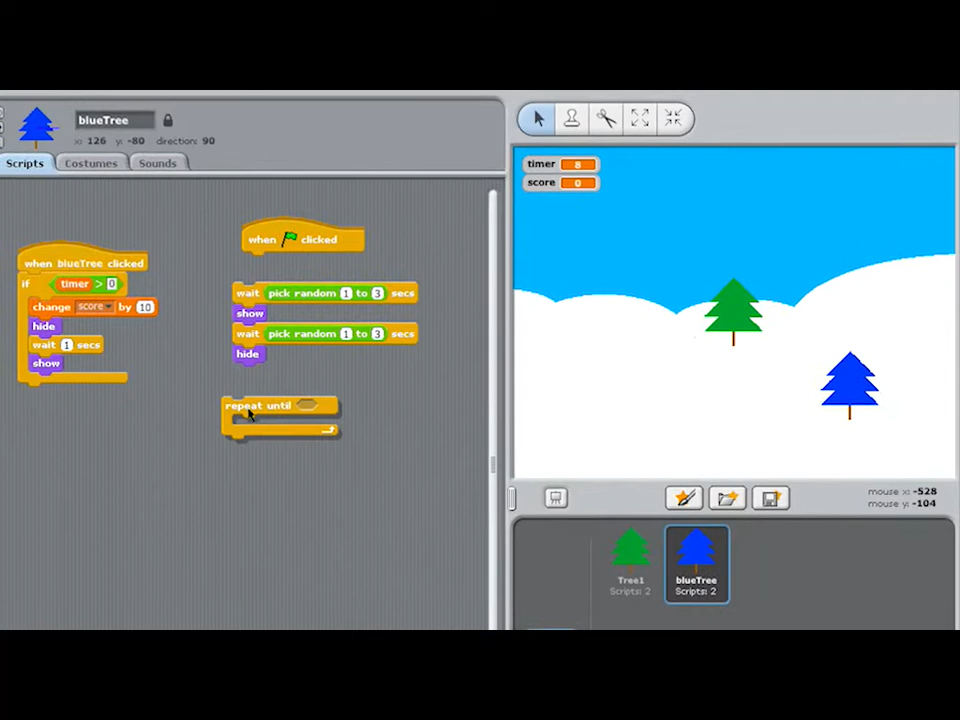 blueTree
x: 126 y: -80 direction: 90
Scripts Costumes Sounds
when blueTree clicked
if timer > 0
change score by 10
hide
wait 1 secs
show
when clicked
wait pick random 1 to 3 secs
show
wait pick random 1 to 3 secs
hide
repeat until
timer 8
score 0
mouse x: -528
mouse y: -104
Tree1
Scripts: 2
blueTree
Scripts: 2